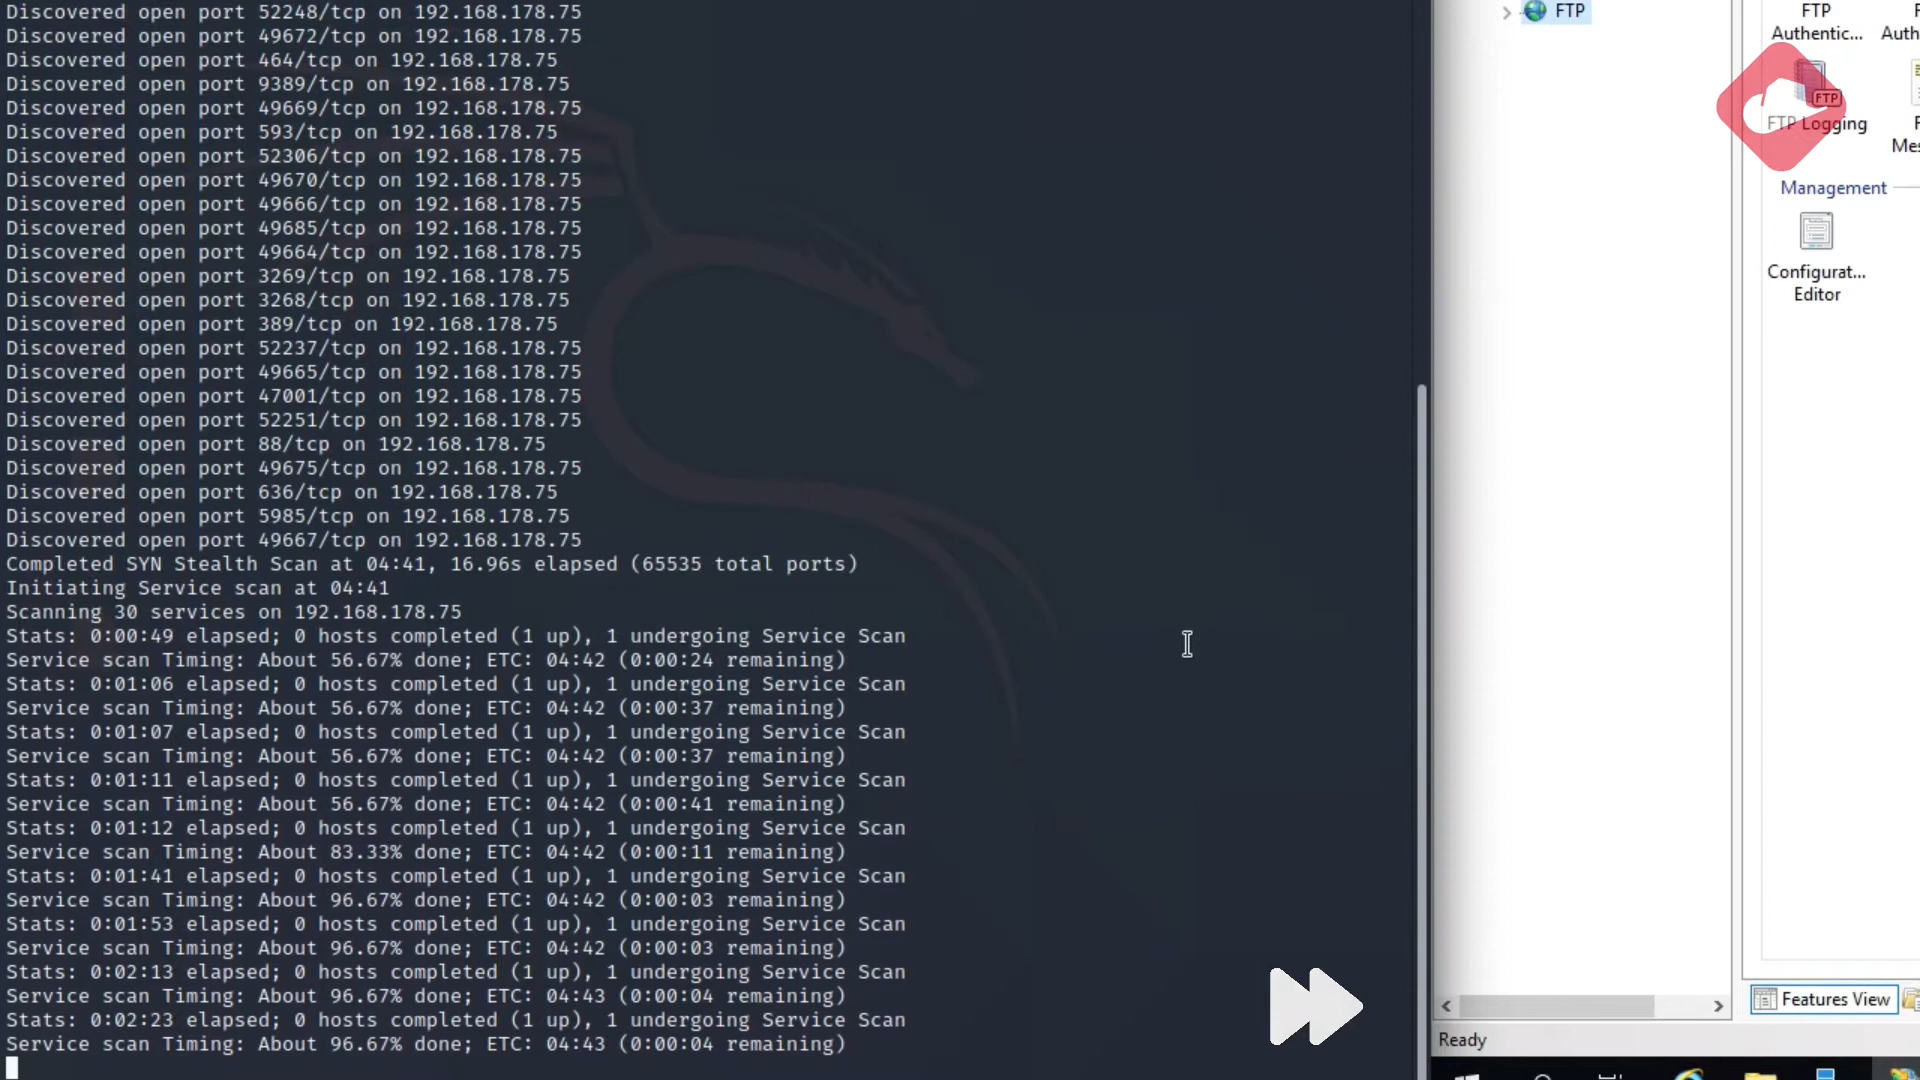 Discovered open port 52248/tcp on 192.168.178.75
Discovered open port 49672/tcp on 192.168.178.75
Discovered open port 464/tcp on 192.168.178.75
Discovered open port 9389/tcp on 192.168.178.75
Discovered open port 49669/tcp on 192.168.178.75
Discovered open port 593/tcp on 192.168.178.75
Discovered open port 52306/tcp on 192.168.178.75
Discovered open port 49670/tcp on 192.168.178.75
Discovered open port 49666/tcp on 192.168.178.75
Discovered open port 49685/tcp on 192.168.178.75
Discovered open port 49664/tcp on 192.168.178.75
Discovered open port 3269/tcp on 192.168.178.75
Discovered open port 3268/tcp on 192.168.178.75
Discovered open port 389/tcp on 192.168.178.75
Discovered open port 52237/tcp on 192.168.178.75
Discovered open port 49665/tcp on 192.168.178.75
Discovered open port 47001/tcp on 192.168.178.75
Discovered open port 52251/tcp on 192.168.178.75
Discovered open port 88/tcp on 192.168.178.75
Discovered open port 49675/tcp on 192.168.178.75
Discovered open port 636/tcp on 192.168.178.75
Discovered open port 5985/tcp on 192.168.178.75
Discovered open port 49667/tcp on 192.168.178.75
Completed SYN Stealth Scan at 04:41, 16.96s elapsed (65535 total ports)
Initiating Service scan at 04:41
Scanning 30 services on 192.168.178.75
Stats: 0:00:49 elapsed; 0 hosts completed (1 up), 1 undergoing Service Scan
Service scan Timing: About 56.67% done; ETC: 04:42 (0:00:24 remaining)
Stats: 0:01:06 elapsed; 0 hosts completed (1 up), 1 undergoing Service Scan
Service scan Timing: About 56.67% done; ETC: 04:42 (0:00:37 remaining)
Stats: 0:01:07 elapsed; 0 hosts completed (1 up), 1 undergoing Service Scan
Service scan Timing: About 56.67% done; ETC: 04:42 (0:00:37 remaining)
Stats: 0:01:11 elapsed; 0 hosts completed (1 up), 1 undergoing Service Scan
Service scan Timing: About 56.67% done; ETC: 04:42 (0:00:41 remaining)
Stats: 0:01:12 elapsed; 0 hosts completed (1 up), 1 undergoing Service Scan
Service scan Timing: About 83.33% done; ETC: 04:42 (0:00:11 remaining)
Stats: 0:01:41 elapsed; 0 hosts completed (1 up), 1 undergoing Service Scan
Service scan Timing: About 96.67% done; ETC: 04:42 (0:00:03 remaining)
Stats: 0:01:53 elapsed; 0 hosts completed (1 up), 1 undergoing Service Scan
Service scan Timing: About 96.67% done; ETC: 04:42 (0:00:03 remaining)
Stats: 0:02:13 elapsed; 0 hosts completed (1 up), 1 undergoing Service Scan
Service scan Timing: About 96.67% done; ETC: 04:43 (0:00:04 remaining)
Stats: 0:02:23 elapsed; 0 hosts completed (1 up), 1 undergoing Service Scan
Service scan Timing: About 96.67% done; ETC: 04:43 (0:00:04 remaining)
FTP
FTP
Authentic...
FTP
FTP Logging
Management
Configurat...
Editor
Features View
Ready